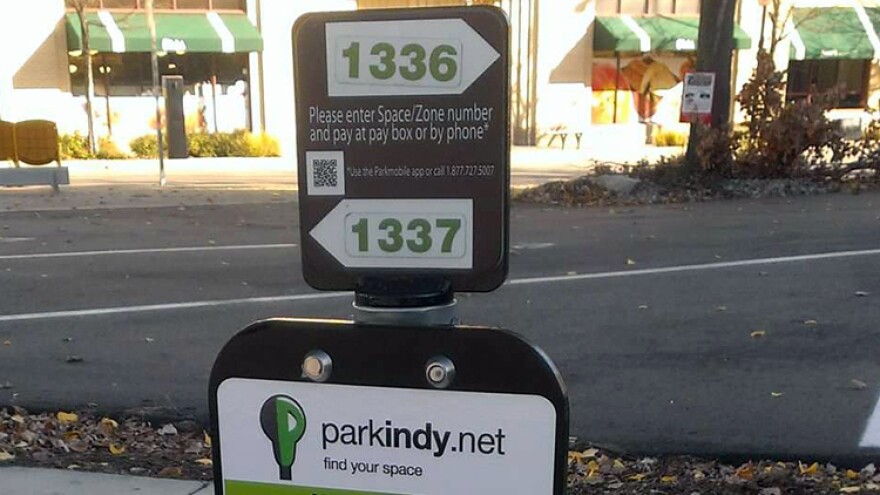 1336
Please enter Space/Zone number
and pay at pay box or by phone*
*Use the Parkmobile app or call 1.877.727.5007
1337
parkindy.net
find your space